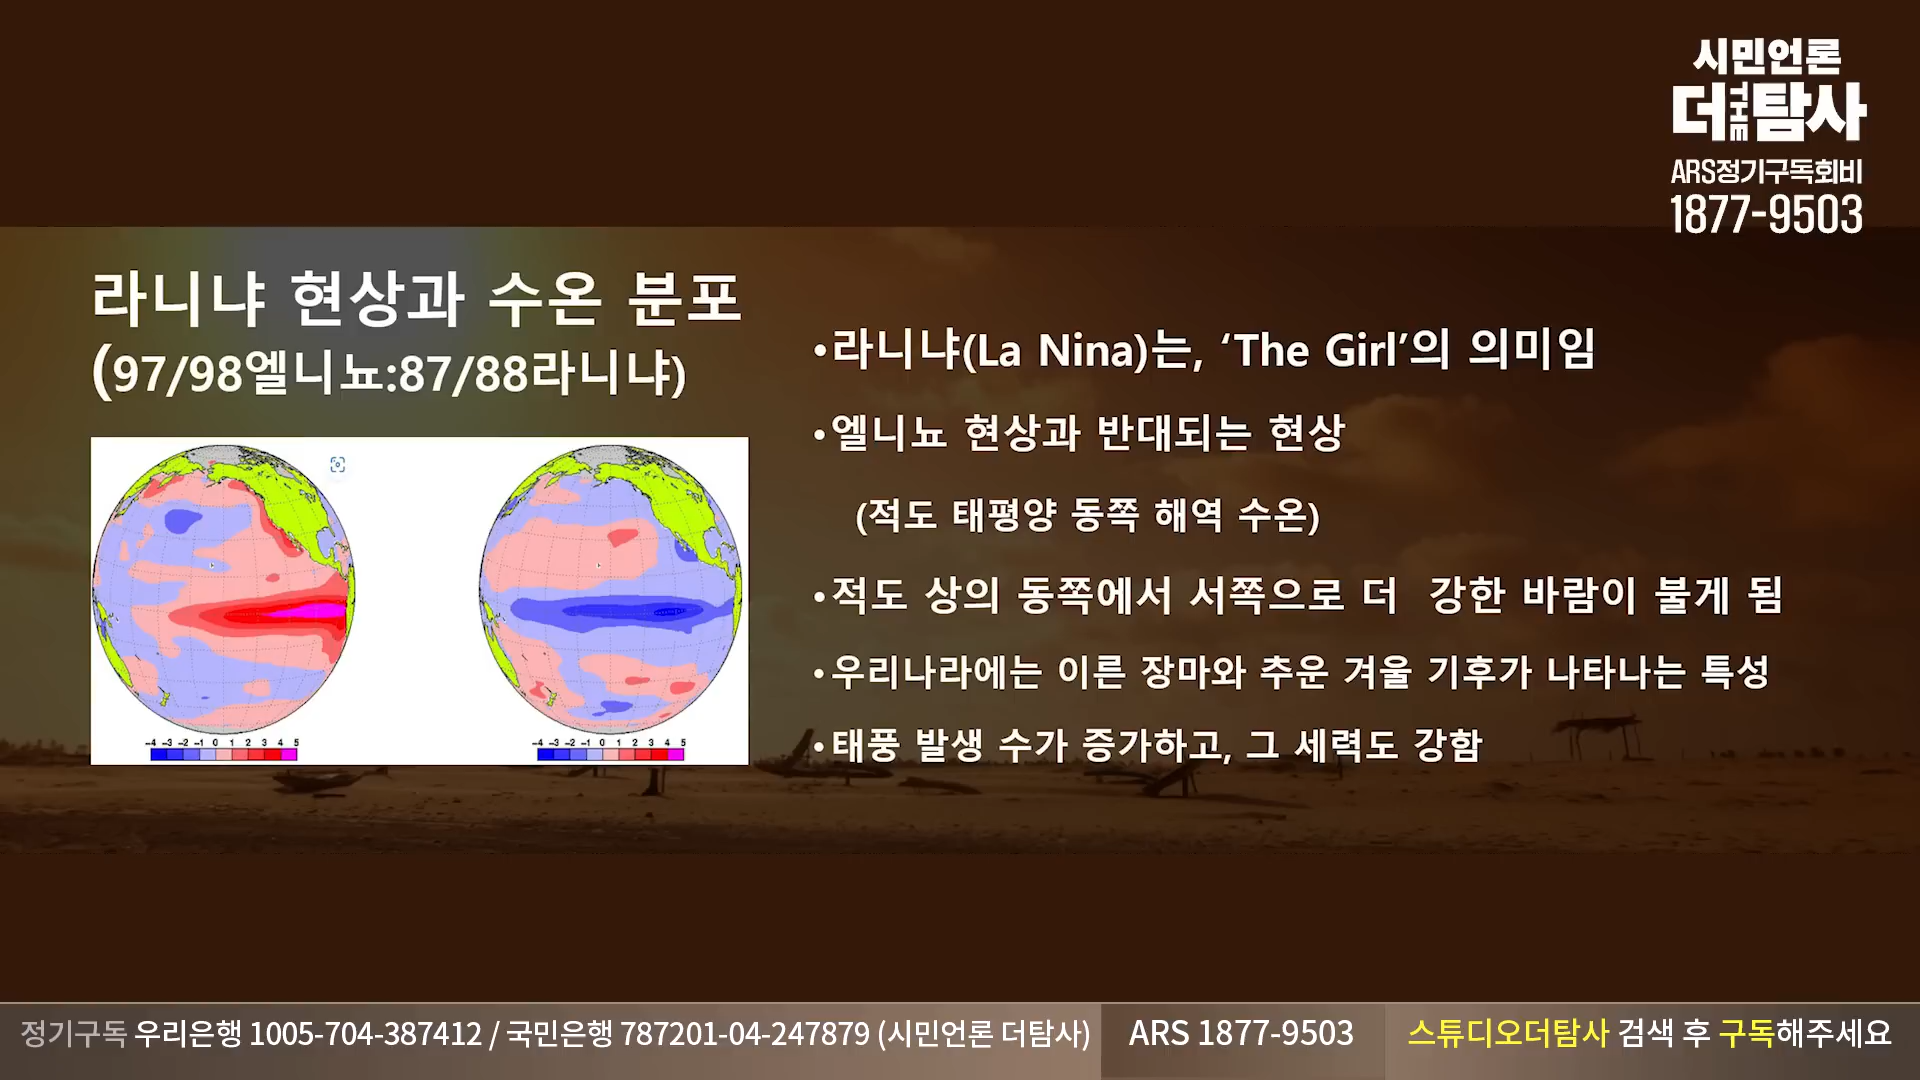 시민언론
더탐사
THE
ARS정기구독회비
1877-9503
라니냐 현상과 수온 분포
(97/98엘니뇨:87/88라니냐)
•라니냐(La Nina)는, ‘The Girl’의 의미임
•엘니뇨 현상과 반대되는 현상
(적도 태평양 동쪽 해역 수온)
•적도 상의 동쪽에서 서쪽으로 더 강한 바람이 불게 됨
•우리나라에는 이른 장마와 추운 겨울 기후가 나타나는 특성
•태풍 발생 수가 증가하고, 그 세력도 강함
-4 -3 -2 -1 0 1 2 3 4 5
-4 -3 -2 -1 0 1 2 3 4 5
정기구독 우리은행 1005-704-387412 / 국민은행 787201-04-247879 (시민언론 더탐사)
ARS 1877-9503
스튜디오더탐사 검색 후 구독해주세요